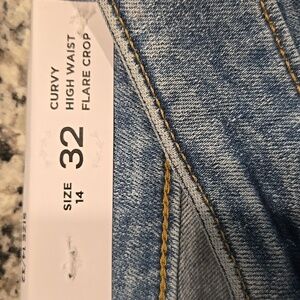 CURVY
HIGH WAIST
FLARE CROP
SIZE 32
14